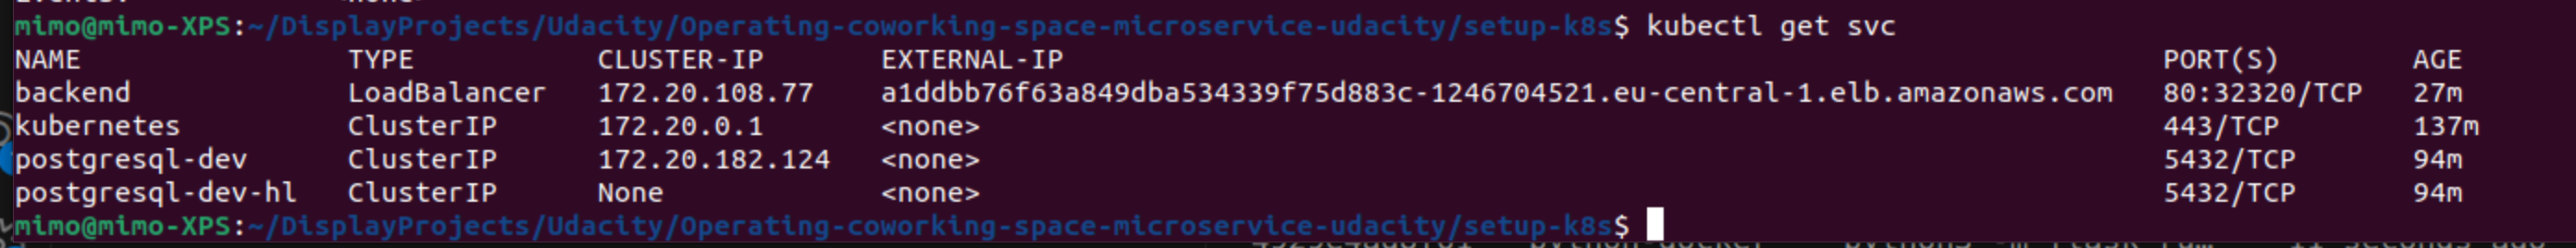 mimo@mimo-XPS:~/DisplayProjects/Udacity/Operating-coworking-space-microservice-udacity/setup-k8s$ kubectl get svc
NAME TYPE CLUSTER-IP EXTERNAL-IP PORT(S) AGE
backend LoadBalancer 172.20.108.77 a1ddbb76f63a849dba534339f75d883c-1246704521.eu-central-1.elb.amazonaws.com 80:32320/TCP 27m
kubernetes ClusterIP 172.20.0.1 <none> 443/TCP 137m
postgresql-dev ClusterIP 172.20.182.124 <none> 5432/TCP 94m
postgresql-dev-hl ClusterIP None <none> 5432/TCP 94m
mimo@mimo-XPS:~/DisplayProjects/Udacity/Operating-coworking-space-microservice-udacity/setup-k8s$